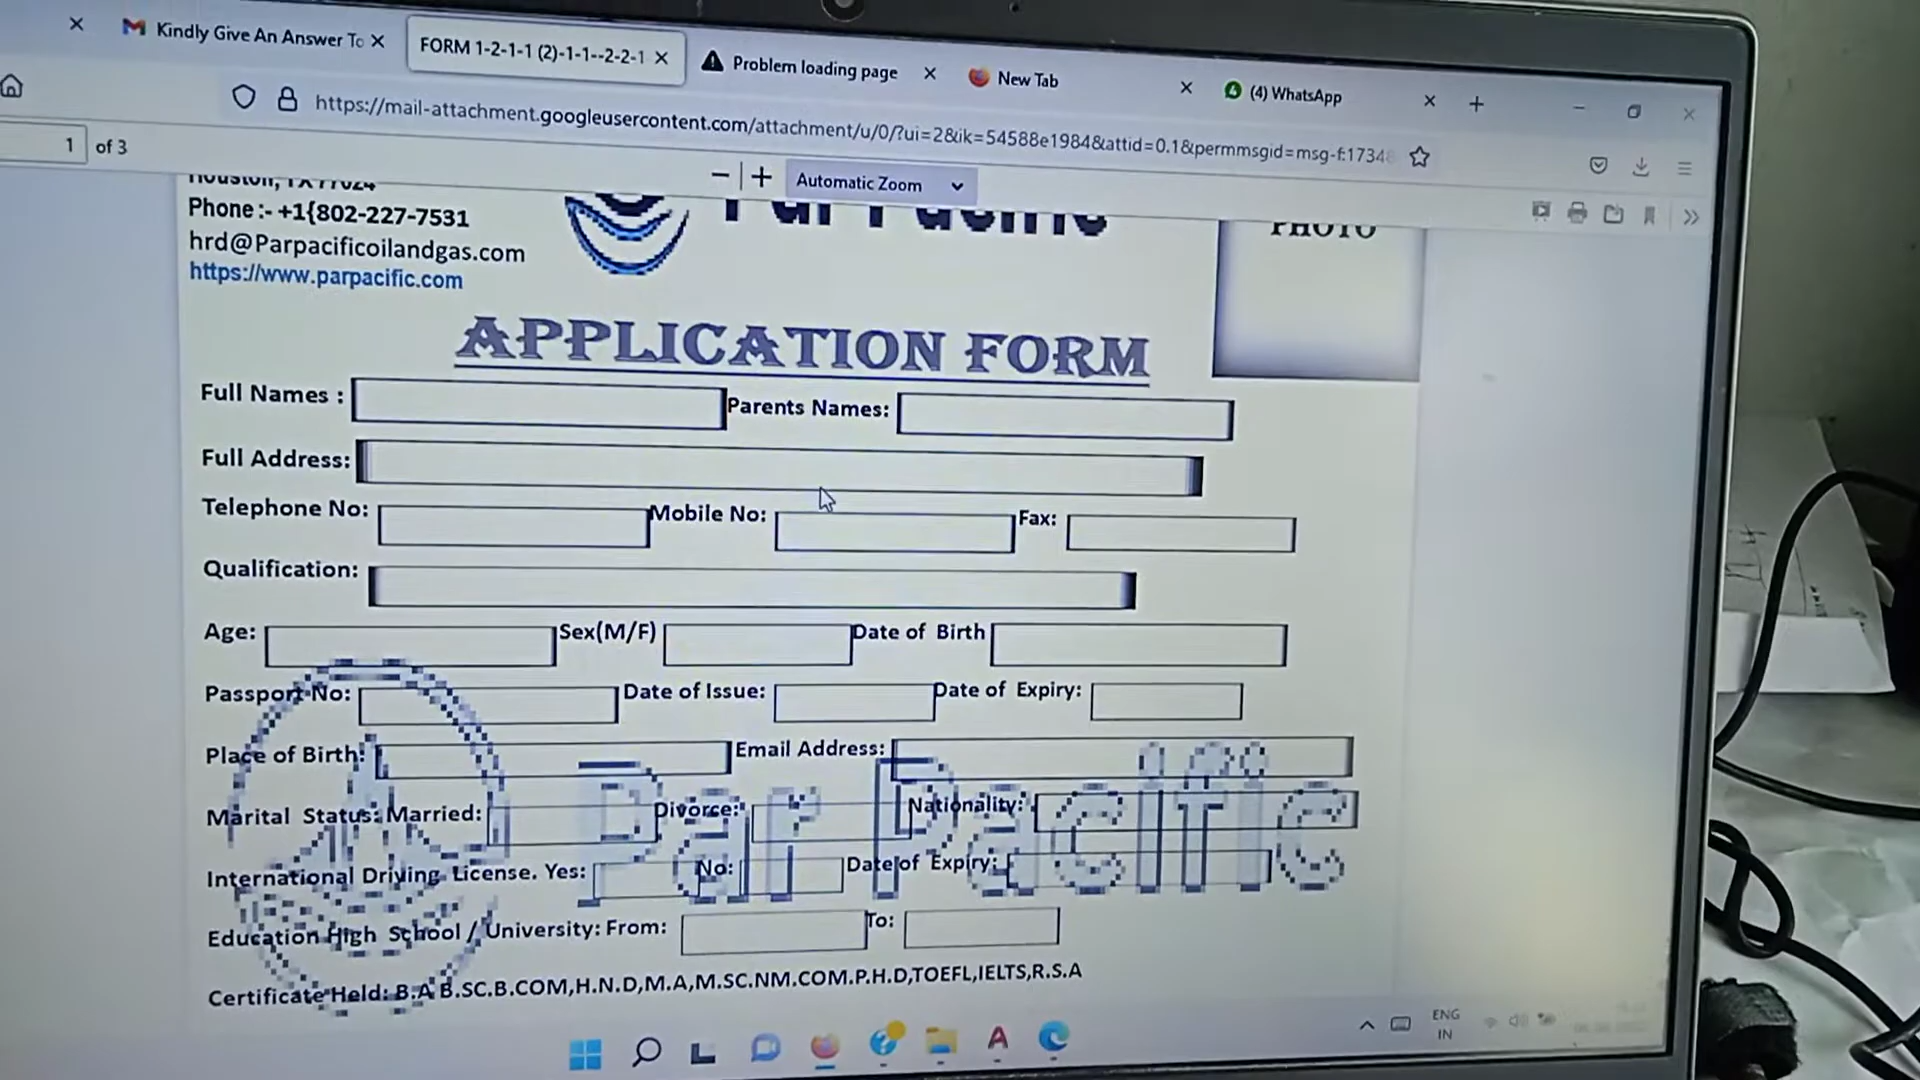 Kindly Give An Answer To
FORM 1-2-1-1 (2)-1-1--2-2-1
Problem loading page
New Tab
(4) WhatsApp
https://mail-attachment.googleusercontent.com/attachment/u/0/?ui=2&ik=54588e1984&attid=0.1&permmsgid=msg-f:17348
1 of 3
Automatic Zoom
Houston, TX77024
Phone :- +1{802-227-7531
hrd@Parpacificoilandgas.com
https://www.parpacific.com
Par Pacific
PHOTO
APPLICATION FORM
Full Names : Parents Names:
Full Address:
Telephone No: Mobile No: Fax:
Qualification:
Age: Sex(M/F) Date of Birth
Passport No: Date of Issue: Date of Expiry:
Place of Birth: Email Address:
Marital Status: Married: Divorce: Nationality:
Par Pacific
International Driving License. Yes: No: Date of Expiry:
Education High School / University: From: To:
Certificate Held: B.A B.SC.B.COM,H.N.D,M.A,M.SC.NM.COM.P.H.D,TOEFL,IELTS,R.S.A
ENG
IN